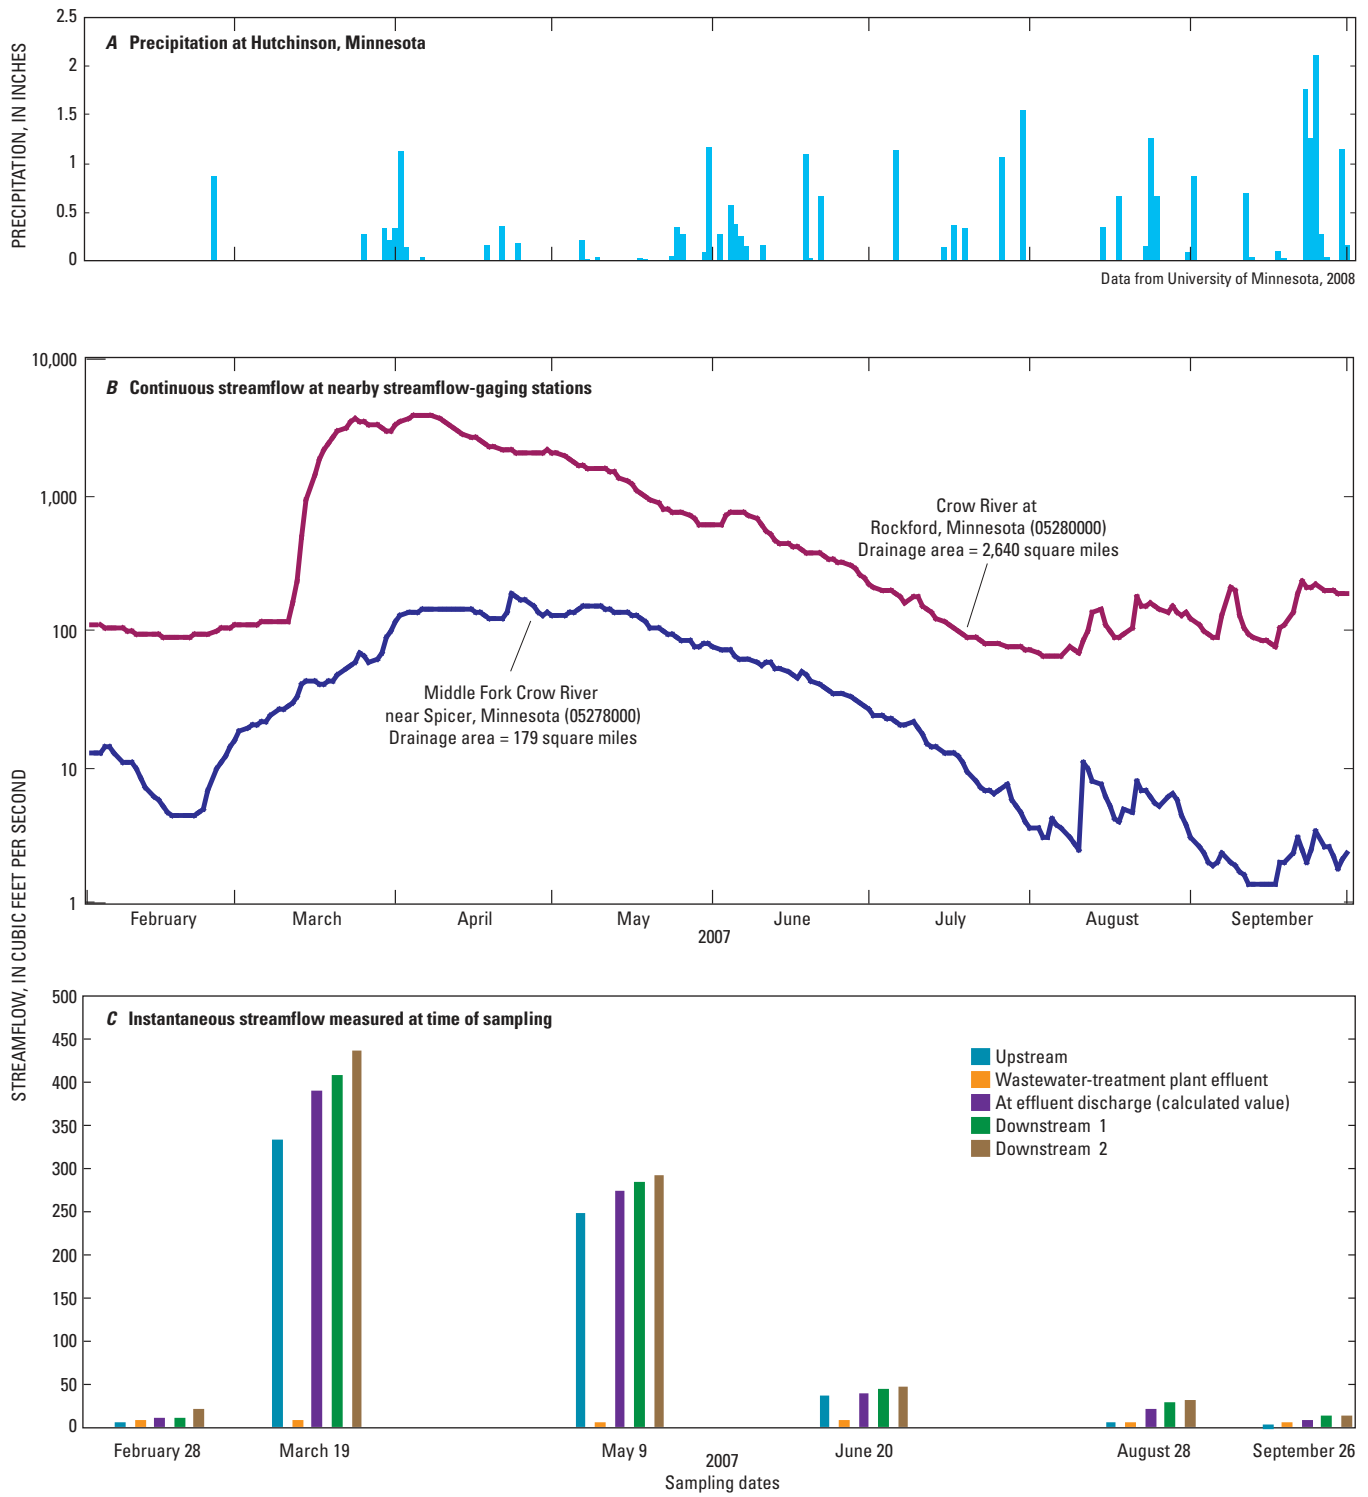 A Precipitation at Hutchinson, Minnesota
PRECIPITATION, IN INCHES
2.5
2
1.5
1
0.5
0
Data from University of Minnesota, 2008
B Continuous streamflow at nearby streamflow-gaging stations
STREAMFLOW, IN CUBIC FEET PER SECOND
10,000
1,000
100
10
1
Crow River at
Rockford, Minnesota (05280000)
Drainage area = 2,640 square miles
Middle Fork Crow River
near Spicer, Minnesota (05278000)
Drainage area = 179 square miles
February March April May June July August September
2007
C Instantaneous streamflow measured at time of sampling
500
450
400
350
300
250
200
150
100
50
0
Upstream
Wastewater-treatment plant effluent
At effluent discharge (calculated value)
Downstream 1
Downstream 2
February 28 March 19 May 9 June 20 August 28 September 26
2007
Sampling dates